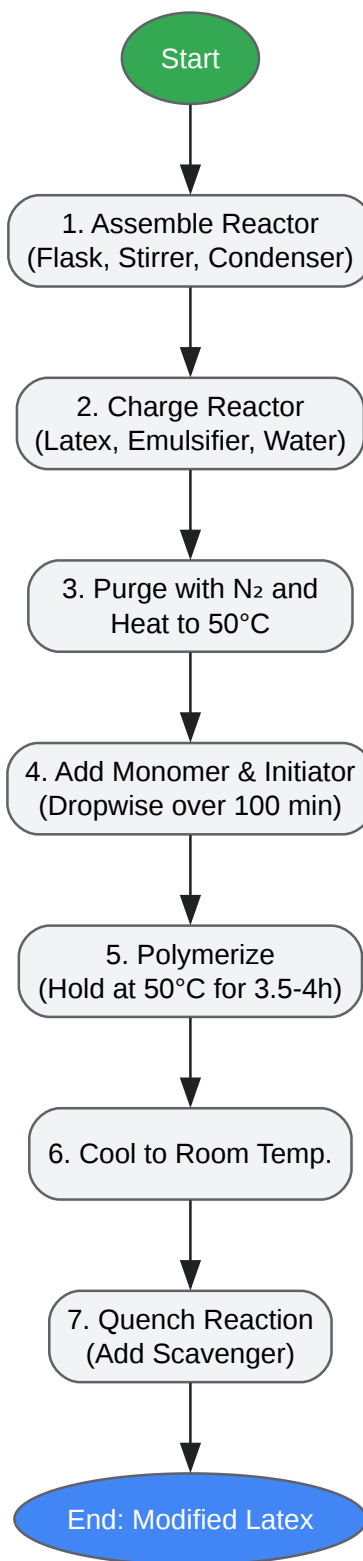 Start
1. Assemble Reactor
(Flask, Stirrer, Condenser)
2. Charge Reactor
(Latex, Emulsifier, Water)
3. Purge with N₂ and
Heat to 50°C
4. Add Monomer & Initiator
(Dropwise over 100 min)
5. Polymerize
(Hold at 50°C for 3.5-4h)
6. Cool to Room Temp.
7. Quench Reaction
(Add Scavenger)
End: Modified Latex